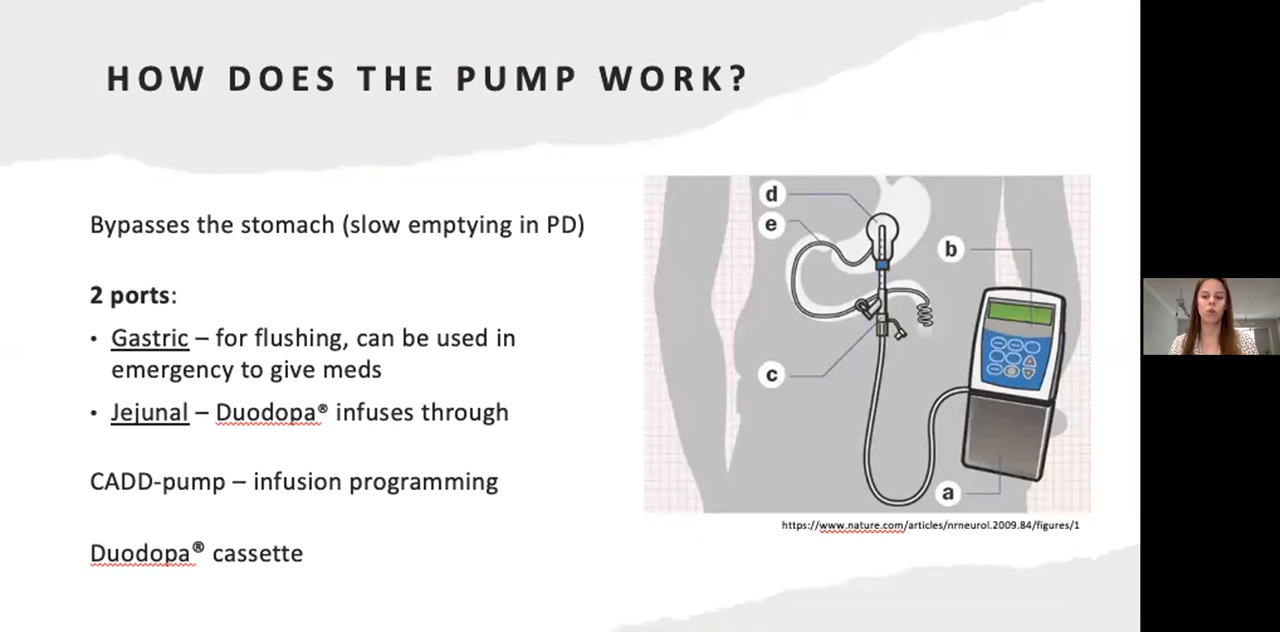 HOW DOES THE PUMP WORK?
Bypasses the stomach (slow emptying in PD)
2 ports:
• Gastric – for flushing, can be used in
emergency to give meds
• Jejunal – Duodopa® infuses through
CADD-pump – infusion programming
Duodopa® cassette
d
e
b
c
a
https://www.nature.com/articles/nrneurol.2009.84/figures/1